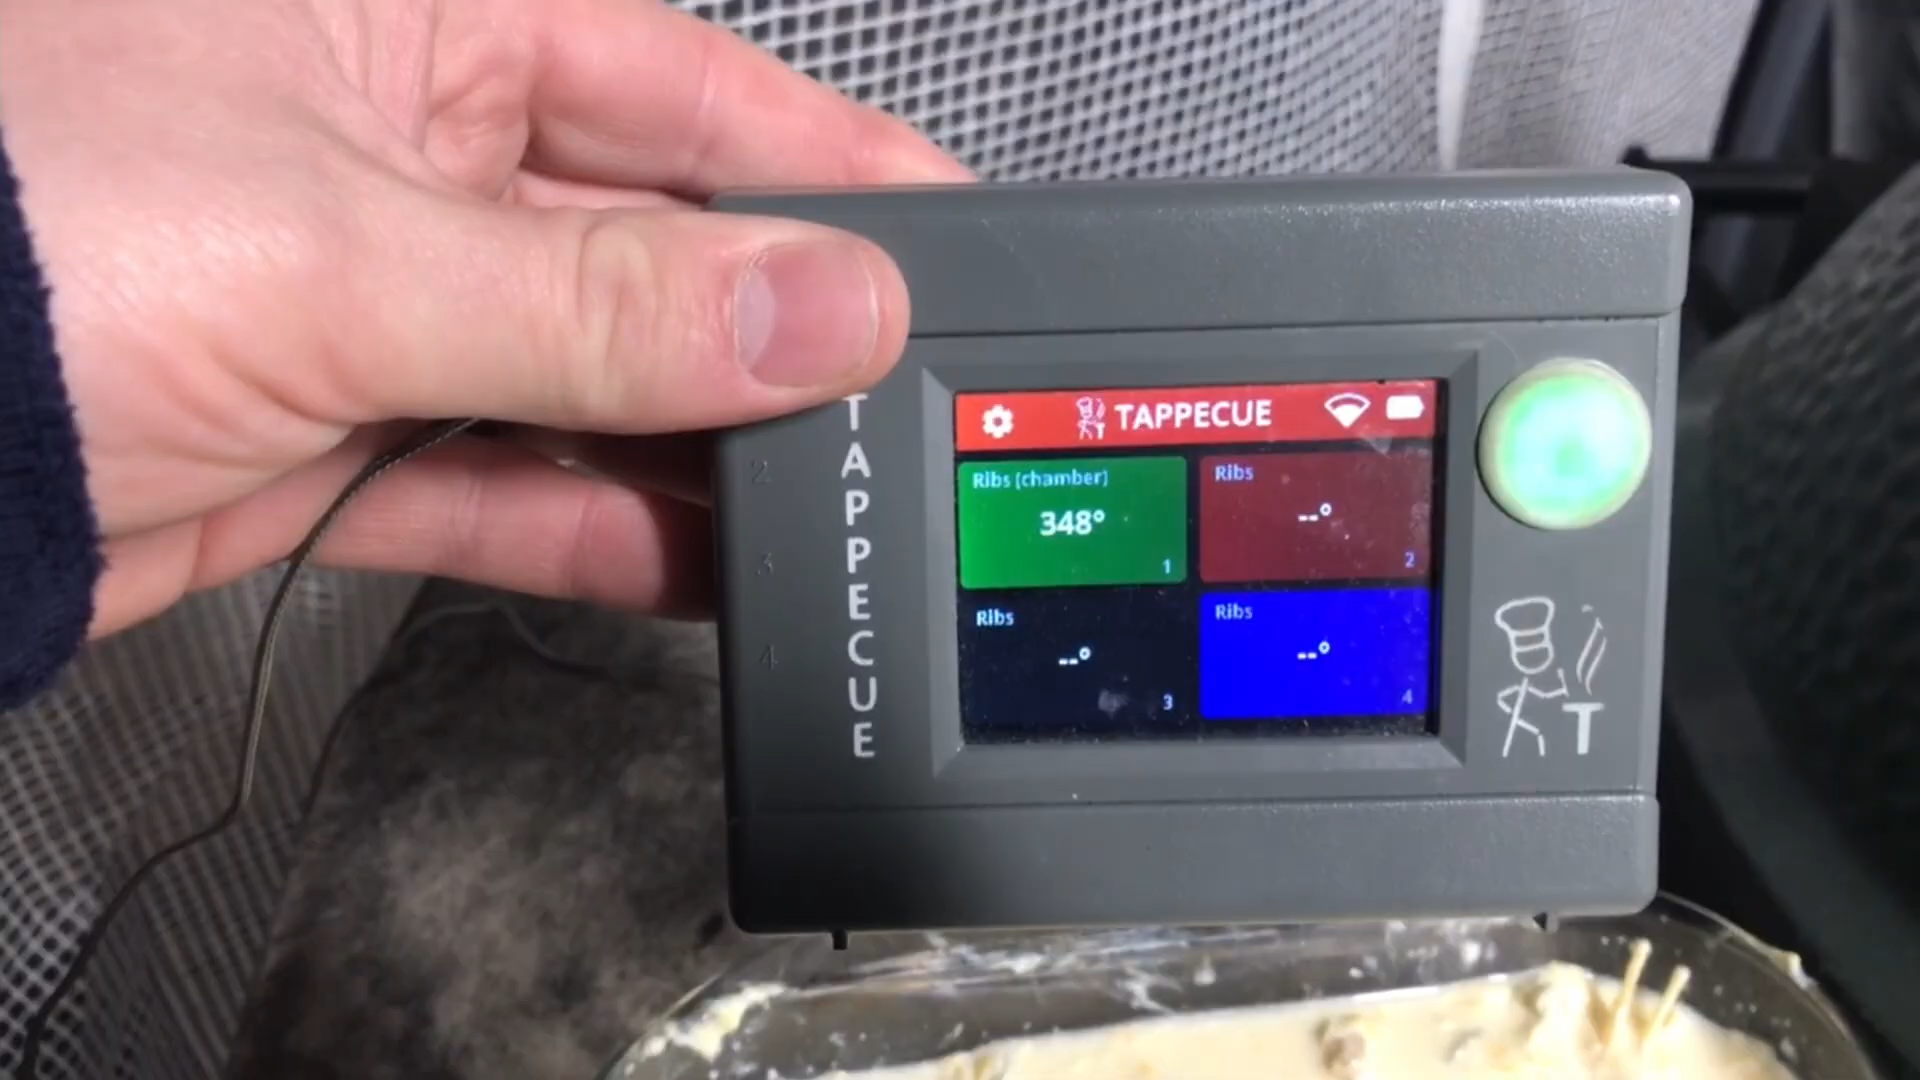 TAPPECUE
2
3
4
TAPPECUE
Ribs (chamber)
348°
1
Ribs
--°
2
Ribs
--°
3
Ribs
--°
4
T